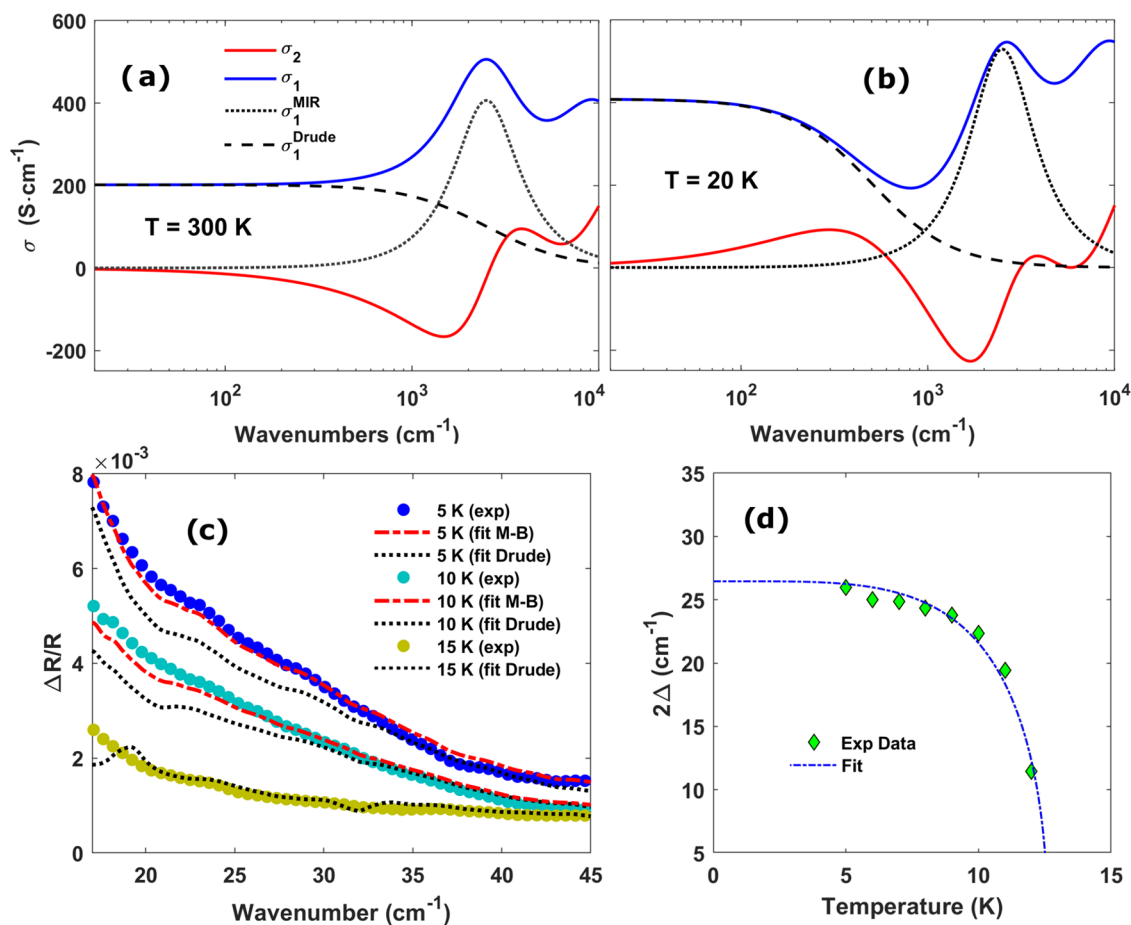 600
400
200
0
-200
σ (S·cm⁻¹)
(a)
σ₂
σ₁
σ₁^MIR
σ₁^Drude
T = 300 K
10² 10³ 10⁴
Wavenumbers (cm⁻¹)
(b)
T = 20 K
10² 10³ 10⁴
Wavenumbers (cm⁻¹)
×10⁻³
8
6
4
2
0
ΔR/R
(c)
5 K (exp)
5 K (fit M-B)
5 K (fit Drude)
10 K (exp)
10 K (fit M-B)
10 K (fit Drude)
15 K (exp)
15 K (fit Drude)
20 25 30 35 40 45
Wavenumber (cm⁻¹)
35
30
25
20
15
10
5
2Δ (cm⁻¹)
(d)
Exp Data
Fit
0 5 10 15
Temperature (K)